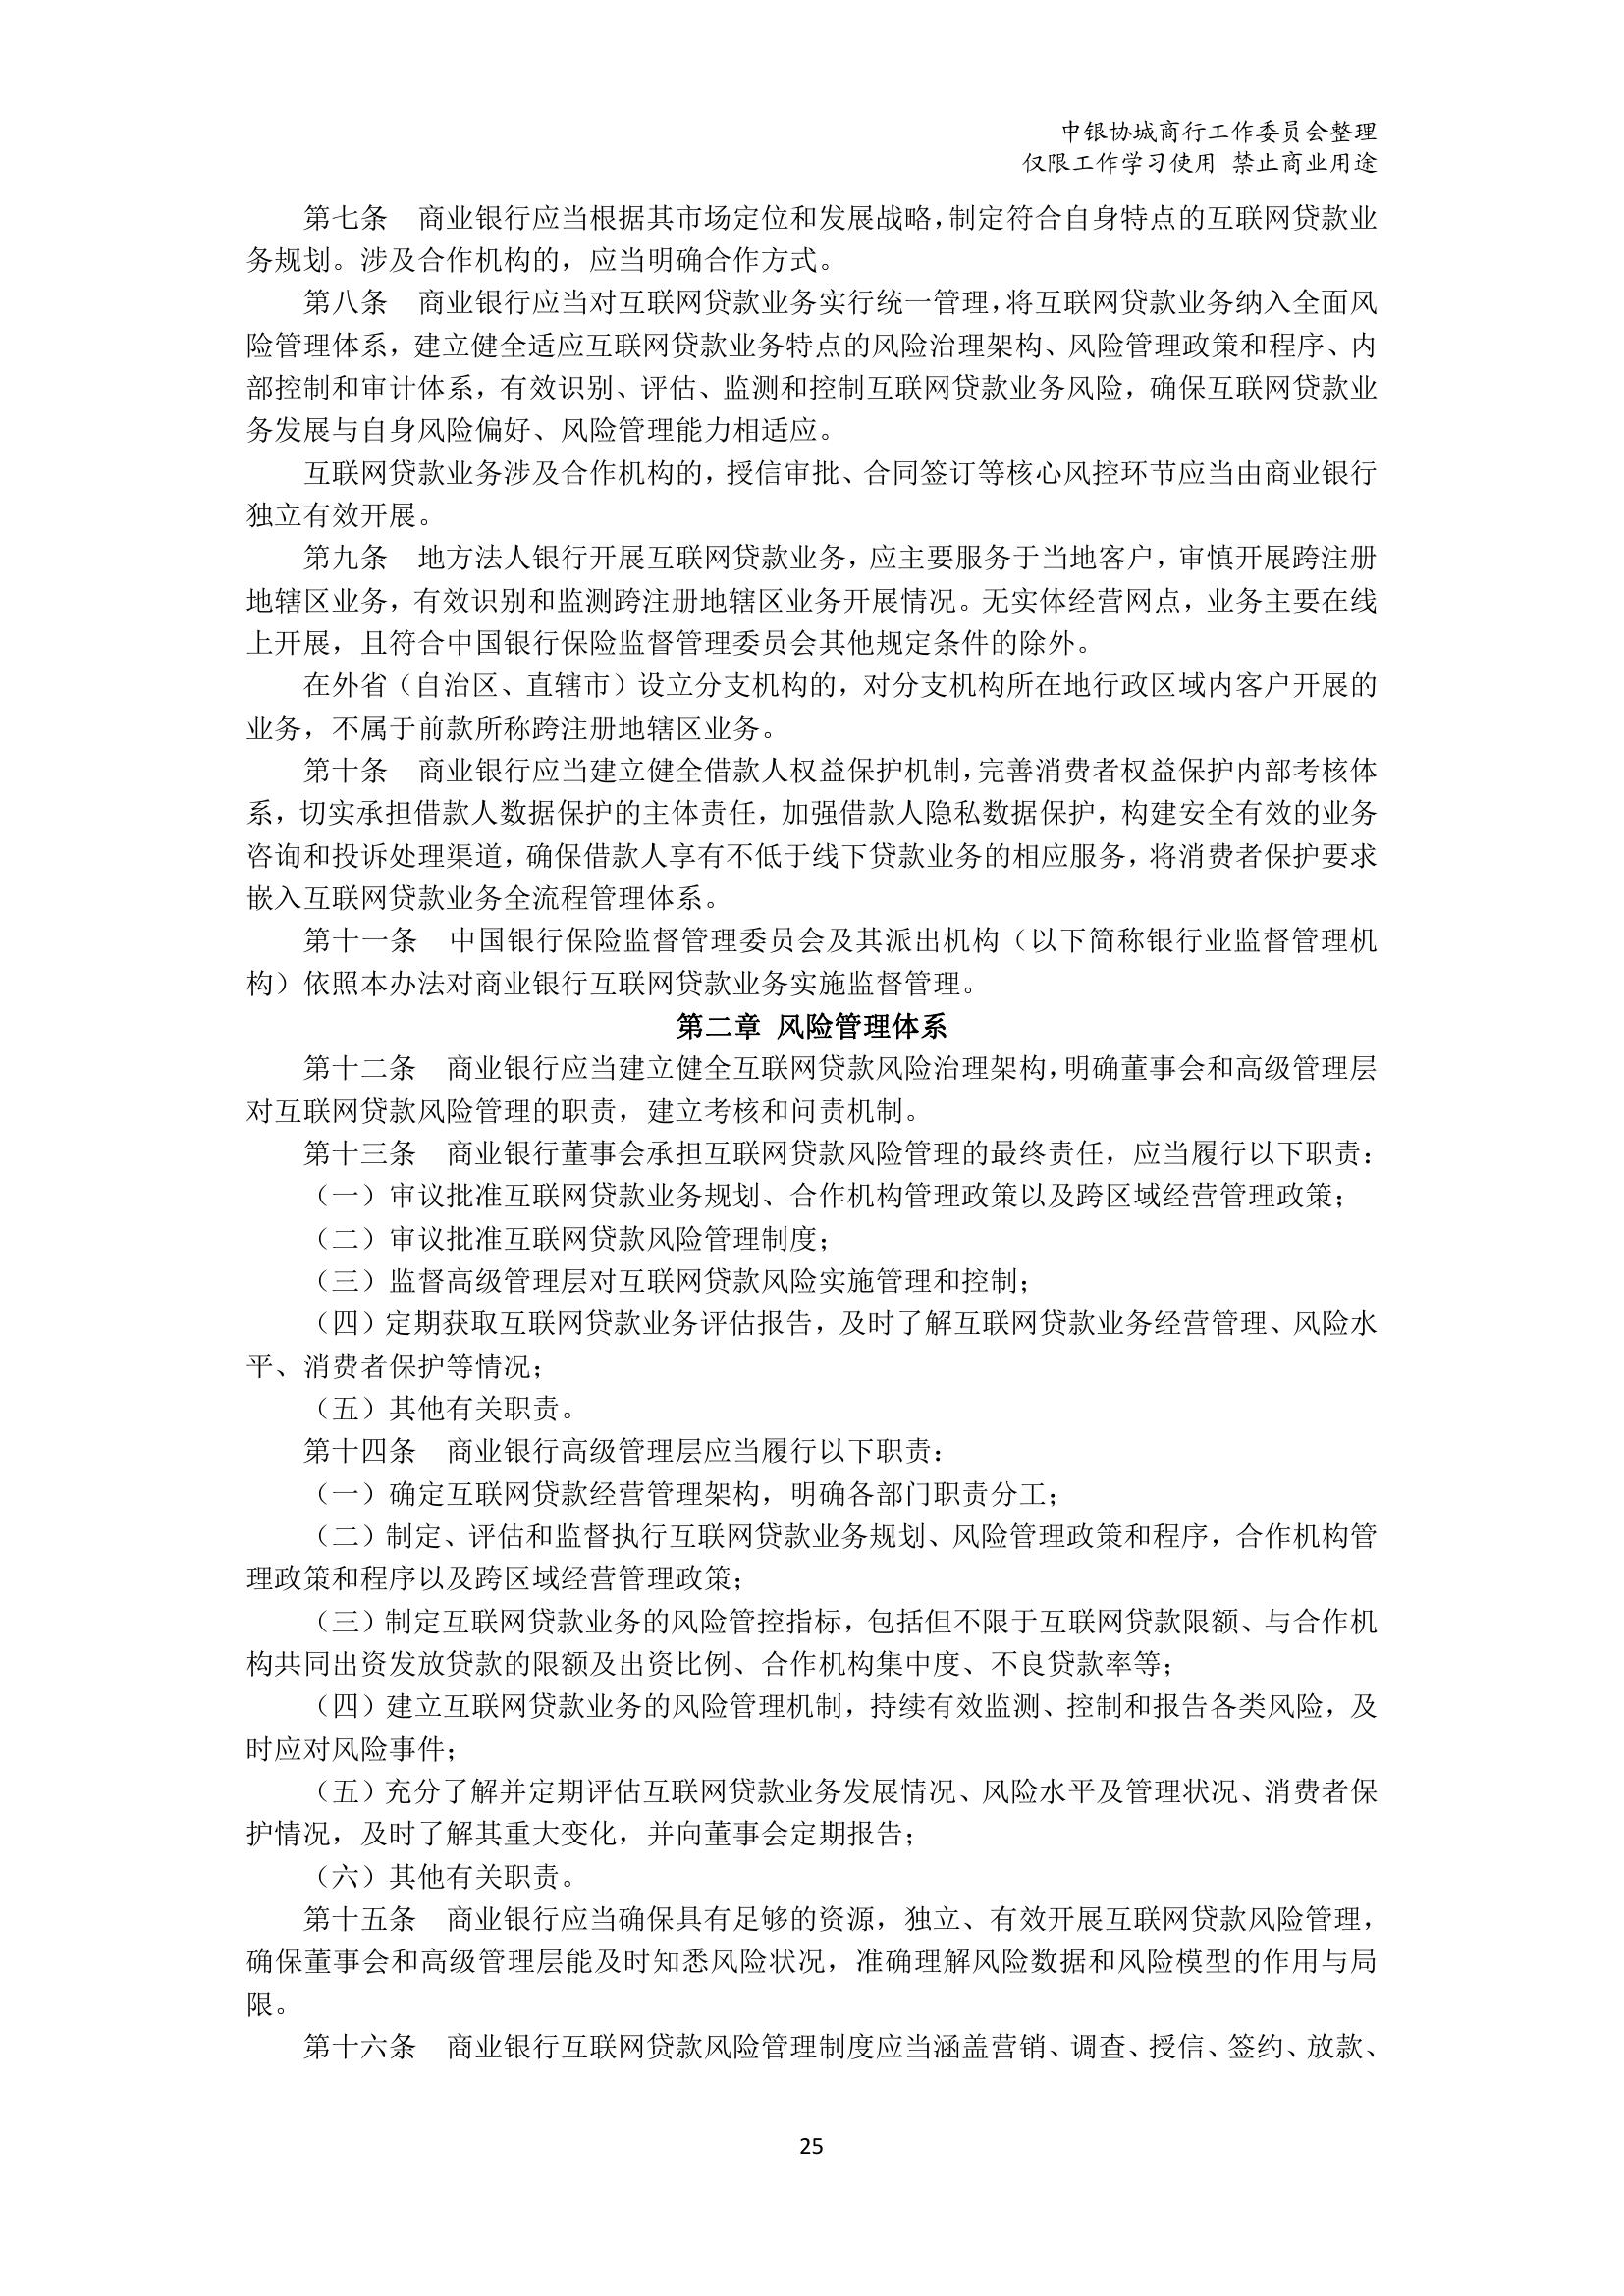 中银协城商行工作委员会整理
仅限工作学习使用 禁止商业用途
第七条　商业银行应当根据其市场定位和发展战略，制定符合自身特点的互联网贷款业
务规划。涉及合作机构的，应当明确合作方式。
第八条　商业银行应当对互联网贷款业务实行统一管理，将互联网贷款业务纳入全面风
险管理体系，建立健全适应互联网贷款业务特点的风险治理架构、风险管理政策和程序、内
部控制和审计体系，有效识别、评估、监测和控制互联网贷款业务风险，确保互联网贷款业
务发展与自身风险偏好、风险管理能力相适应。
互联网贷款业务涉及合作机构的，授信审批、合同签订等核心风控环节应当由商业银行
独立有效开展。
第九条　地方法人银行开展互联网贷款业务，应主要服务于当地客户，审慎开展跨注册
地辖区业务，有效识别和监测跨注册地辖区业务开展情况。无实体经营网点，业务主要在线
上开展，且符合中国银行保险监督管理委员会其他规定条件的除外。
在外省（自治区、直辖市）设立分支机构的，对分支机构所在地行政区域内客户开展的
业务，不属于前款所称跨注册地辖区业务。
第十条　商业银行应当建立健全借款人权益保护机制，完善消费者权益保护内部考核体
系，切实承担借款人数据保护的主体责任，加强借款人隐私数据保护，构建安全有效的业务
咨询和投诉处理渠道，确保借款人享有不低于线下贷款业务的相应服务，将消费者保护要求
嵌入互联网贷款业务全流程管理体系。
第十一条　中国银行保险监督管理委员会及其派出机构（以下简称银行业监督管理机
构）依照本办法对商业银行互联网贷款业务实施监督管理。
第二章 风险管理体系
第十二条　商业银行应当建立健全互联网贷款风险治理架构，明确董事会和高级管理层
对互联网贷款风险管理的职责，建立考核和问责机制。
第十三条　商业银行董事会承担互联网贷款风险管理的最终责任，应当履行以下职责：
（一）审议批准互联网贷款业务规划、合作机构管理政策以及跨区域经营管理政策；
（二）审议批准互联网贷款风险管理制度；
（三）监督高级管理层对互联网贷款风险实施管理和控制；
（四）定期获取互联网贷款业务评估报告，及时了解互联网贷款业务经营管理、风险水
平、消费者保护等情况；
（五）其他有关职责。
第十四条　商业银行高级管理层应当履行以下职责：
（一）确定互联网贷款经营管理架构，明确各部门职责分工；
（二）制定、评估和监督执行互联网贷款业务规划、风险管理政策和程序，合作机构管
理政策和程序以及跨区域经营管理政策；
（三）制定互联网贷款业务的风险管控指标，包括但不限于互联网贷款限额、与合作机
构共同出资发放贷款的限额及出资比例、合作机构集中度、不良贷款率等；
（四）建立互联网贷款业务的风险管理机制，持续有效监测、控制和报告各类风险，及
时应对风险事件；
（五）充分了解并定期评估互联网贷款业务发展情况、风险水平及管理状况、消费者保
护情况，及时了解其重大变化，并向董事会定期报告；
（六）其他有关职责。
第十五条　商业银行应当确保具有足够的资源，独立、有效开展互联网贷款风险管理，
确保董事会和高级管理层能及时知悉风险状况，准确理解风险数据和风险模型的作用与局
限。
第十六条　商业银行互联网贷款风险管理制度应当涵盖营销、调查、授信、签约、放款、
25